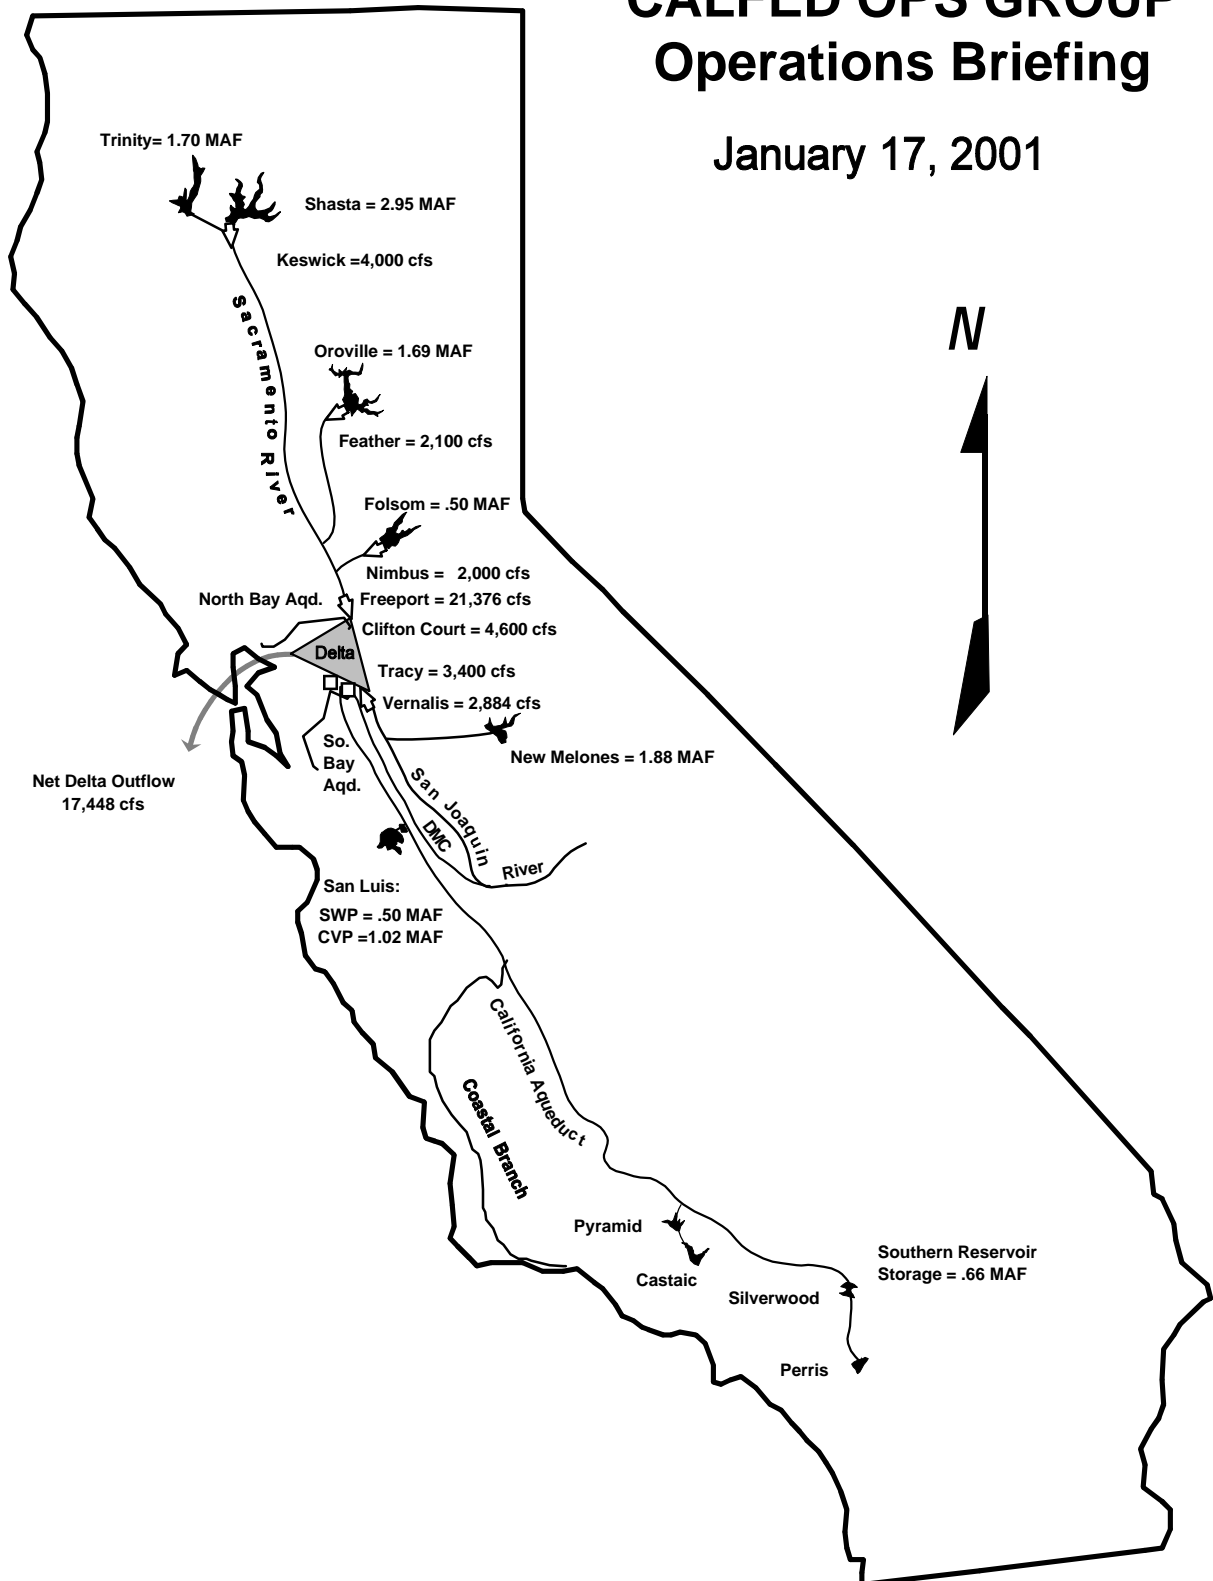 CALFED OPS GROUP
Operations Briefing
January 17, 2001
Trinity= 1.70 MAF
Shasta = 2.95 MAF
Keswick =4,000 cfs
Sacramento River
N
Oroville = 1.69 MAF
Feather = 2,100 cfs
Folsom = .50 MAF
Nimbus = 2,000 cfs
North Bay Aqd.
Freeport = 21,376 cfs
Clifton Court = 4,600 cfs
Delta
Tracy = 3,400 cfs
Vernalis = 2,884 cfs
So.
Bay
Aqd.
New Melones = 1.88 MAF
Net Delta Outflow
17,448 cfs
San Joaquin
River
DMC
San Luis:
SWP = .50 MAF
CVP =1.02 MAF
California Aqueduct
Coastal Branch
Pyramid
Castaic
Silverwood
Southern Reservoir
Storage = .66 MAF
Perris